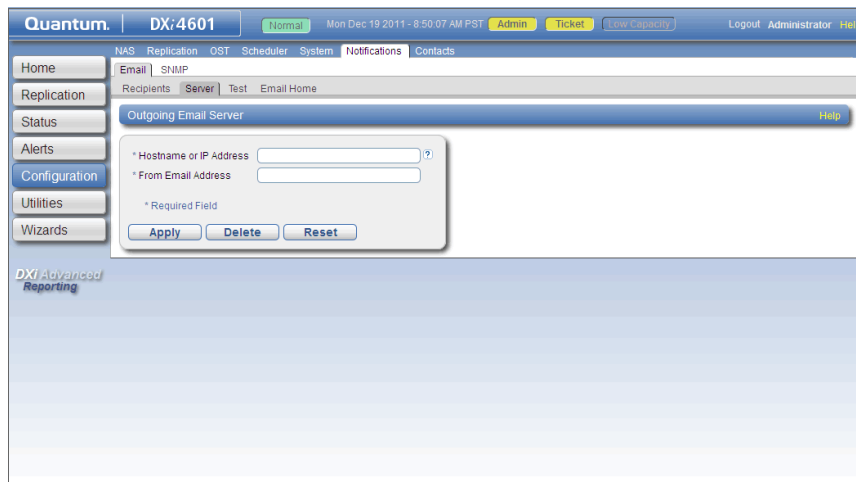 Quantum. DXi4601 Normal Mon Dec 19 2011 - 8:50:07 AM PST Admin Ticket Low Capacity Logout Administrator Hel
NAS Replication OST Scheduler System Notifications Contacts
Home
Replication
Status
Alerts
Configuration
Utilities
Wizards
DXi Advanced
Reporting
Email SNMP
Recipients Server Test Email Home
Outgoing Email Server Help
* Hostname or IP Address ?
* From Email Address
* Required Field
Apply Delete Reset